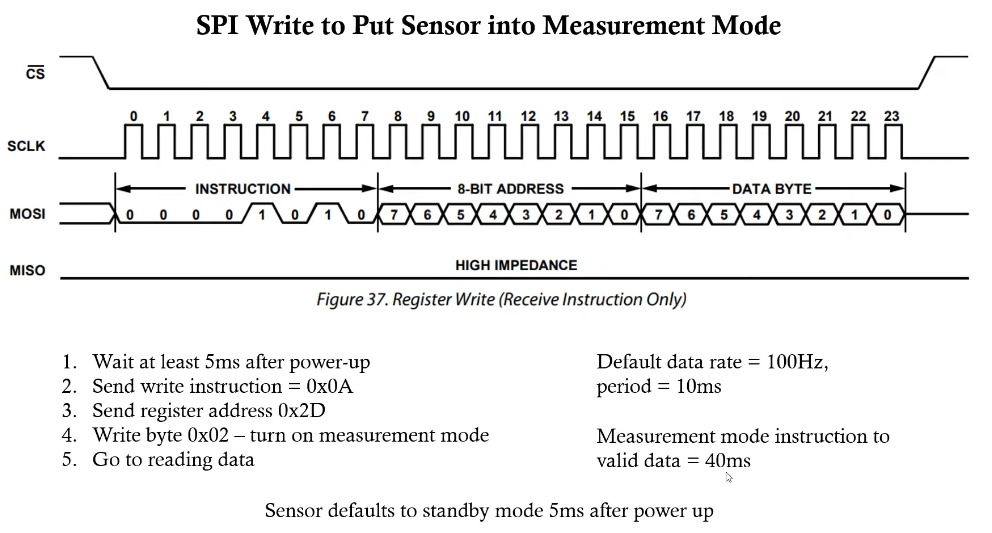 SPI Write to Put Sensor into Measurement Mode
CS
0 1 2 3 4 5 6 7 8 9 10 11 12 13 14 15 16 17 18 19 20 21 22 23
SCLK
INSTRUCTION 8-BIT ADDRESS DATA BYTE
MOSI 0 0 0 0 1 0 1 0 7 6 5 4 3 2 1 0 7 6 5 4 3 2 1 0
HIGH IMPEDANCE
MISO
Figure 37. Register Write (Receive Instruction Only)
1. Wait at least 5ms after power-up
2. Send write instruction = 0x0A
3. Send register address 0x2D
4. Write byte 0x02 – turn on measurement mode
5. Go to reading data
Default data rate = 100Hz,
period = 10ms
Measurement mode instruction to
valid data = 40ms
Sensor defaults to standby mode 5ms after power up